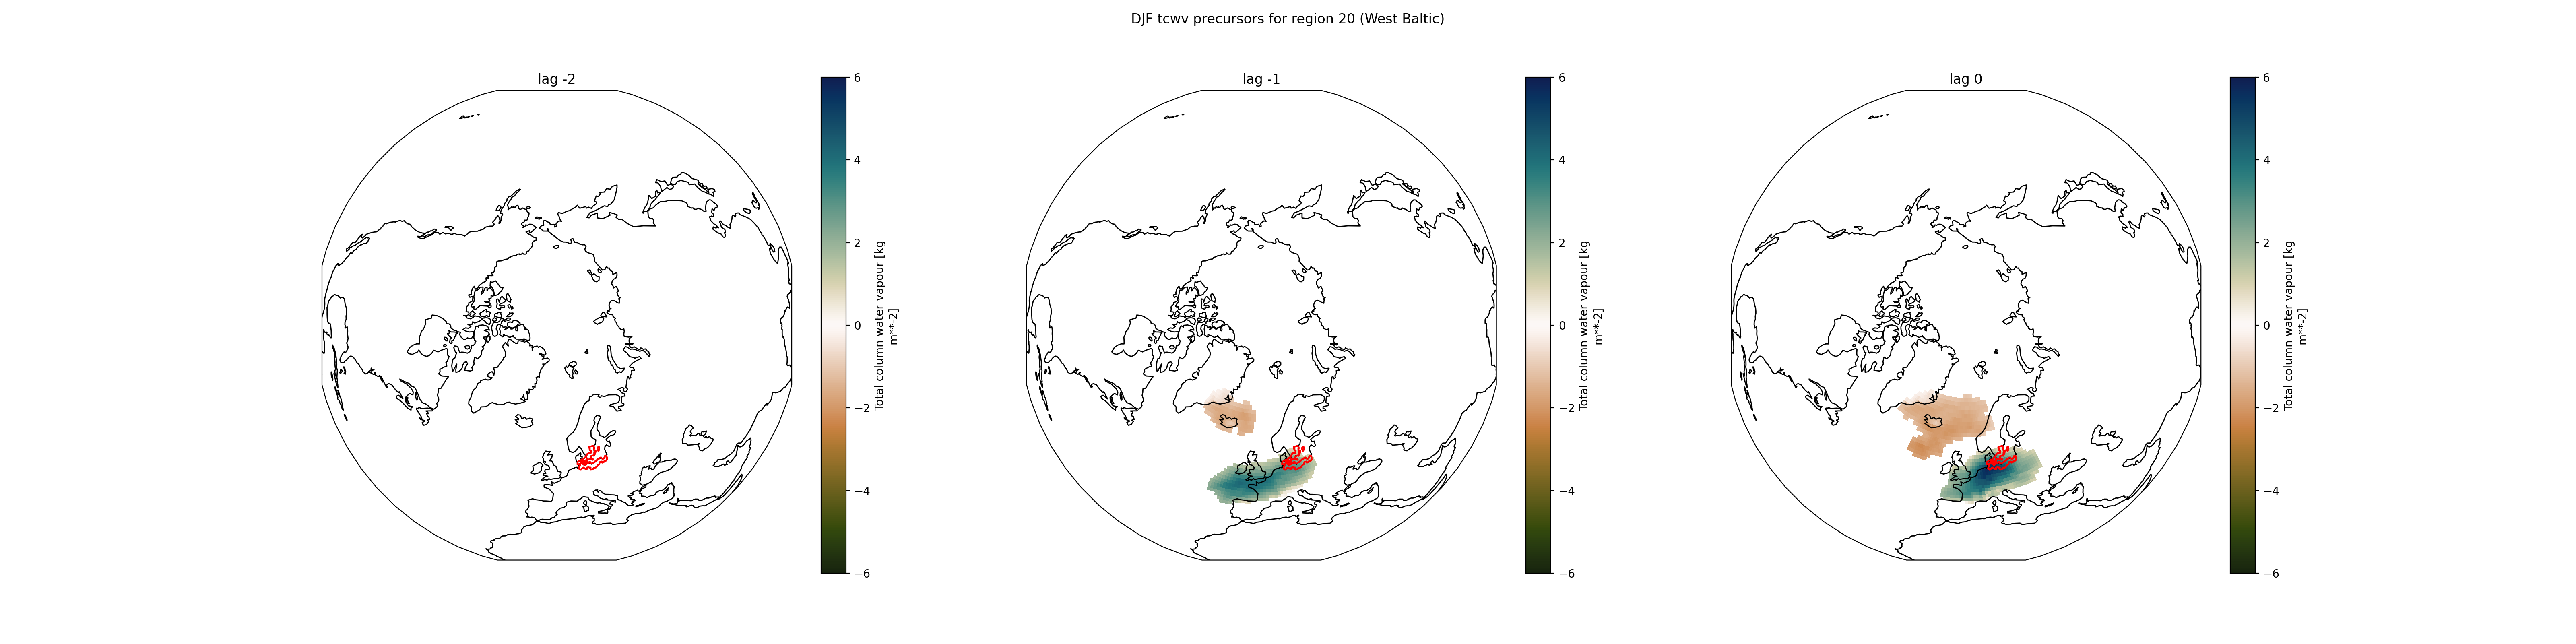 DJF tcwv precursors for region 20 (West Baltic)
lag -2
6
4
2
0
−2
−4
−6
Total column water vapour [kg
m**-2]
lag -1
6
4
2
0
−2
−4
−6
Total column water vapour [kg
m**-2]
lag 0
6
4
2
0
−2
−4
−6
Total column water vapour [kg
m**-2]